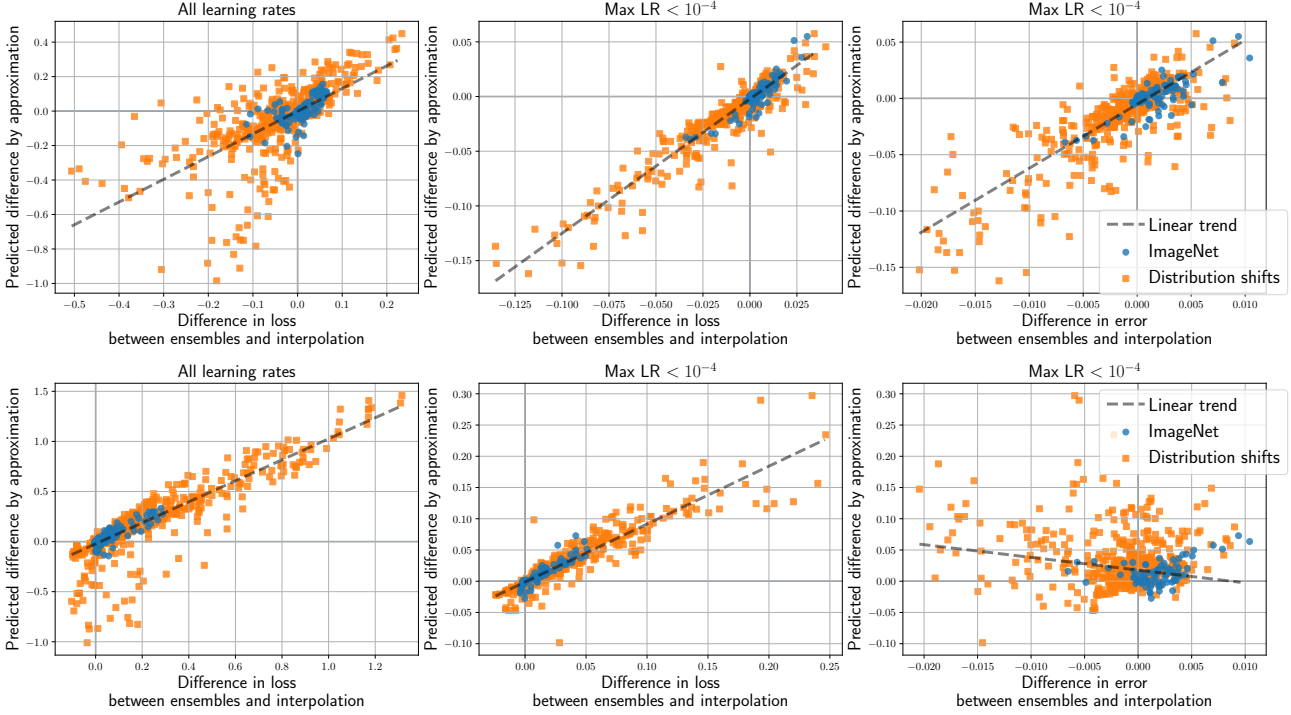 All learning rates
Predicted difference by approximation
0.4
0.2
0.0
−0.2
−0.4
−0.6
−0.8
−1.0
−0.5
−0.4
−0.3
−0.2
−0.1
0.0
0.1
0.2
Difference in loss
between ensembles and interpolation
Max LR < 10⁻⁴
Predicted difference by approximation
0.05
0.00
−0.05
−0.10
−0.15
−0.125
−0.100
−0.075
−0.050
−0.025
0.000
0.025
Difference in loss
between ensembles and interpolation
Max LR < 10⁻⁴
Predicted difference by approximation
0.05
0.00
−0.05
−0.10
−0.15
−0.020
−0.015
−0.010
−0.005
0.000
0.005
0.010
Linear trend
ImageNet
Distribution shifts
Difference in error
between ensembles and interpolation
All learning rates
Predicted difference by approximation
1.5
1.0
0.5
0.0
−0.5
−1.0
0.0
0.2
0.4
0.6
0.8
1.0
1.2
Difference in loss
between ensembles and interpolation
Max LR < 10⁻⁴
Predicted difference by approximation
0.30
0.25
0.20
0.15
0.10
0.05
0.00
−0.05
−0.10
0.00
0.05
0.10
0.15
0.20
0.25
Difference in loss
between ensembles and interpolation
Max LR < 10⁻⁴
Predicted difference by approximation
0.30
0.25
0.20
0.15
0.10
0.05
0.00
−0.05
−0.10
−0.020
−0.015
−0.010
−0.005
0.000
0.005
0.010
Linear trend
ImageNet
Distribution shifts
Difference in error
between ensembles and interpolation